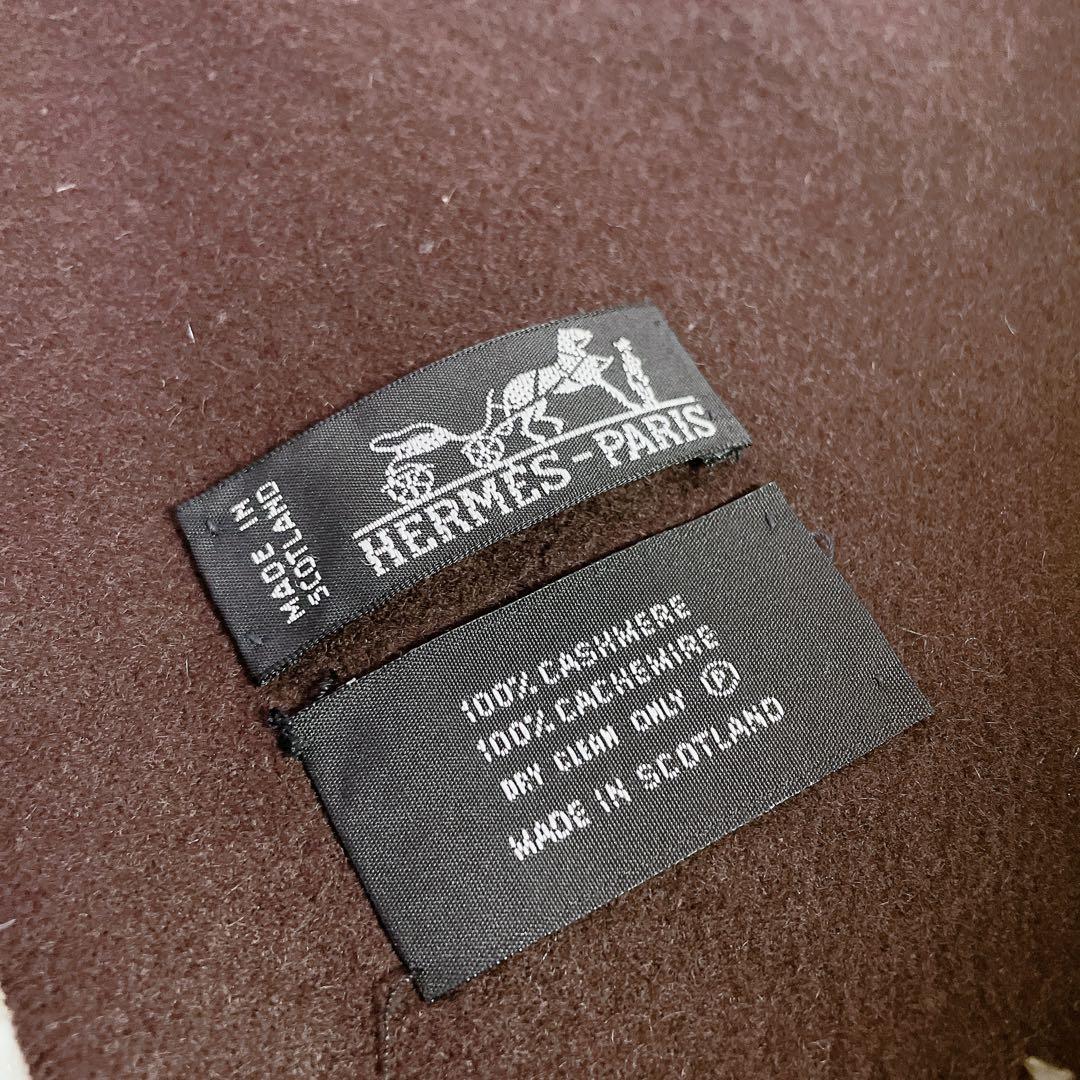 MADE IN
SCOTLAND
HERMES-PARIS
100% CASHMERE
100% CACHEMIRE
DRY CLEAN ONLY Ⓟ
MADE IN SCOTLAND